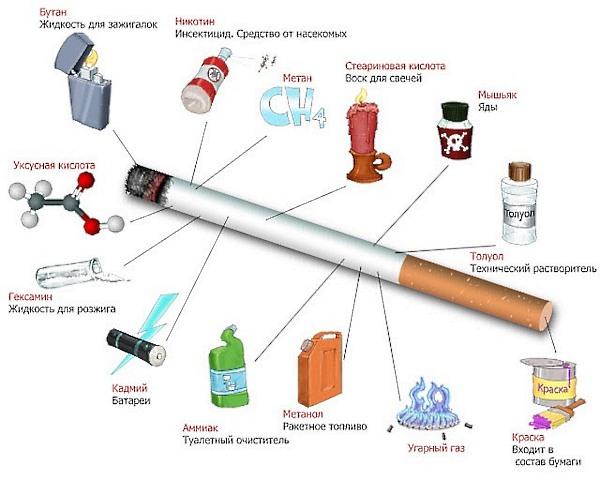 Бутан
Жидкость для зажигалок
Никотин
Инсектицид. Средство от насекомых
Метан
CH4
Стеариновая кислота
Воск для свечей
Мышьяк
Яды
Уксусная кислота
Толуол
Толуол
Технический растворитель
Гексамин
Жидкость для розжига
Кадмий
Батареи
Аммиак
Туалетный очиститель
Метанол
Ракетное топливо
Угарный газ
Краска
Краска
Входит в
состав бумаги